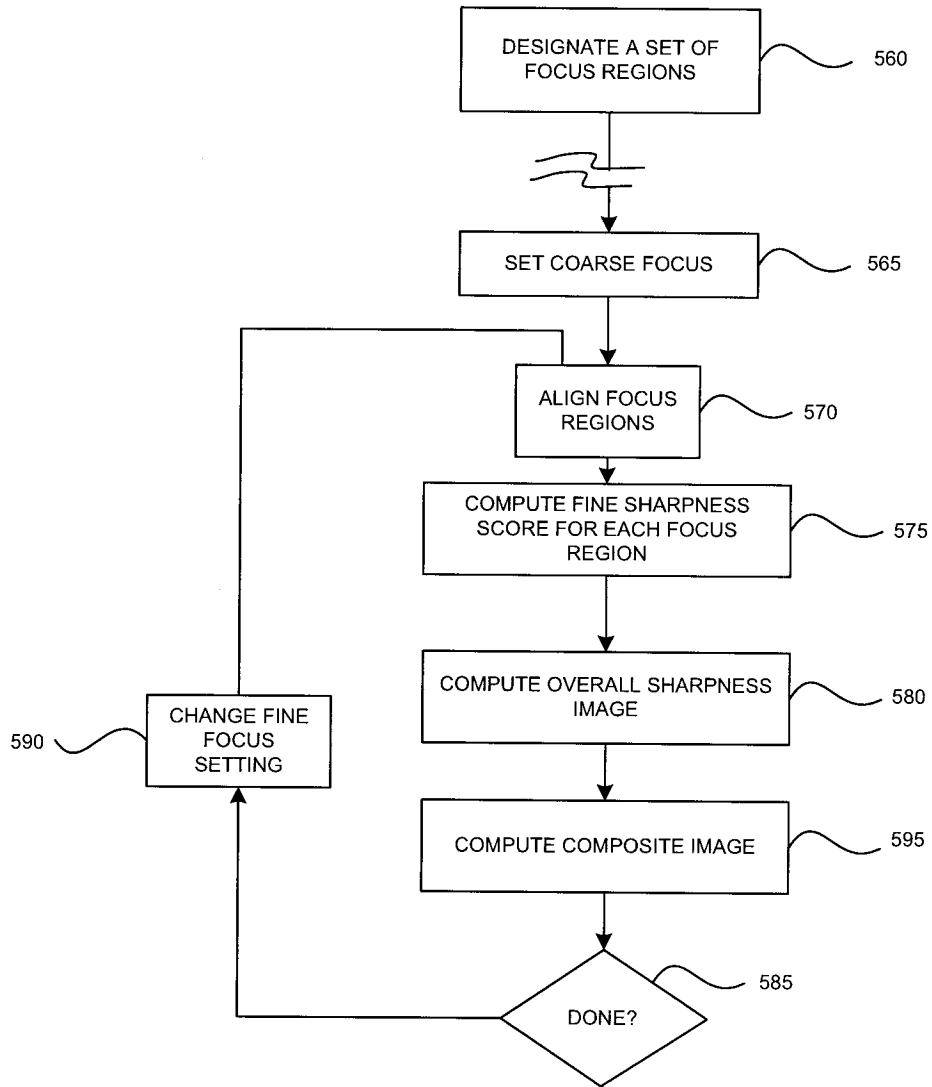 DESIGNATE A SET OF
FOCUS REGIONS
560
SET COARSE FOCUS
565
ALIGN FOCUS
REGIONS
570
COMPUTE FINE SHARPNESS
SCORE FOR EACH FOCUS
REGION
575
COMPUTE OVERALL SHARPNESS
IMAGE
580
CHANGE FINE
FOCUS
SETTING
590
COMPUTE COMPOSITE IMAGE
595
DONE?
585